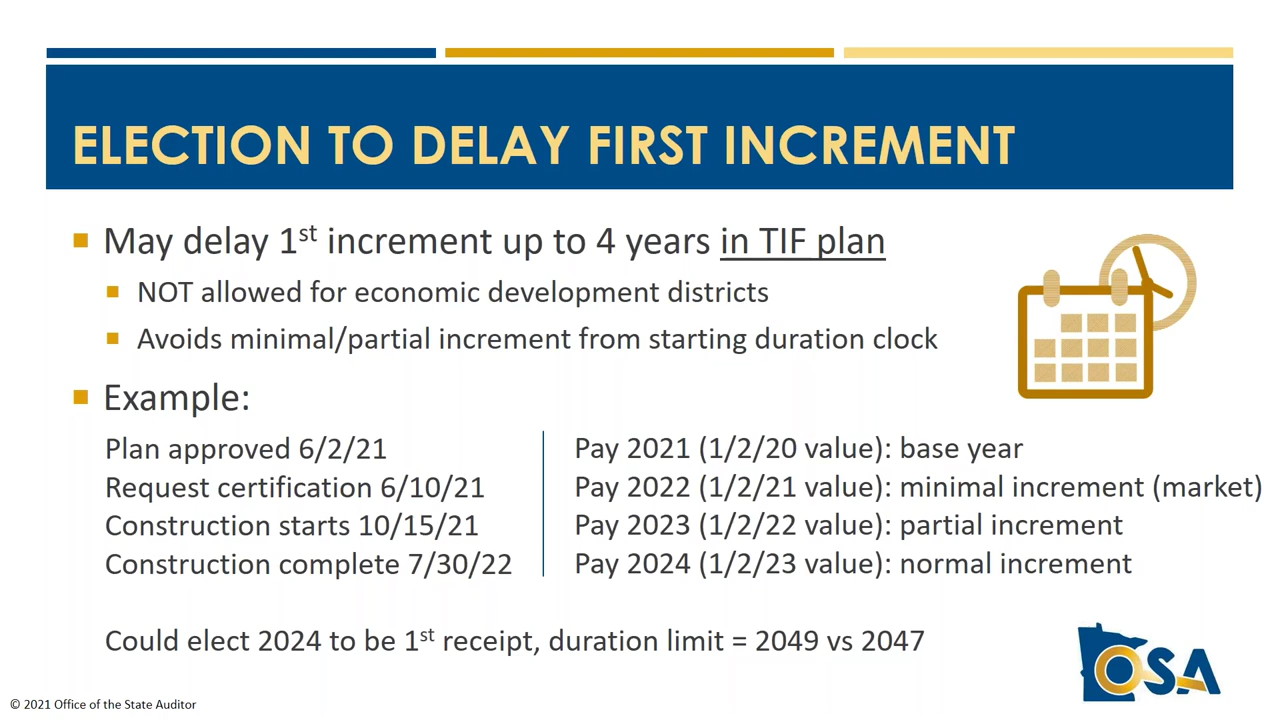 ELECTION TO DELAY FIRST INCREMENT
May delay 1st increment up to 4 years in TIF plan
NOT allowed for economic development districts
Avoids minimal/partial increment from starting duration clock
Example:
Plan approved 6/2/21
Request certification 6/10/21
Construction starts 10/15/21
Construction complete 7/30/22
Pay 2021 (1/2/20 value): base year
Pay 2022 (1/2/21 value): minimal increment (market)
Pay 2023 (1/2/22 value): partial increment
Pay 2024 (1/2/23 value): normal increment
Could elect 2024 to be 1st receipt, duration limit = 2049 vs 2047
OSA
© 2021 Office of the State Auditor